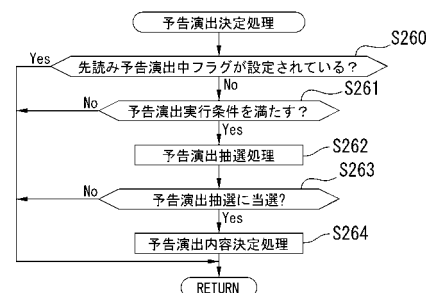 予告演出決定処理
S260
Yes
先読み予告演出中フラグが設定されている？
No
S261
No
予告演出実行条件を満たす？
Yes
S262
予告演出抽選処理
S263
No
予告演出抽選に当選?
Yes
S264
予告演出内容決定処理
RETURN